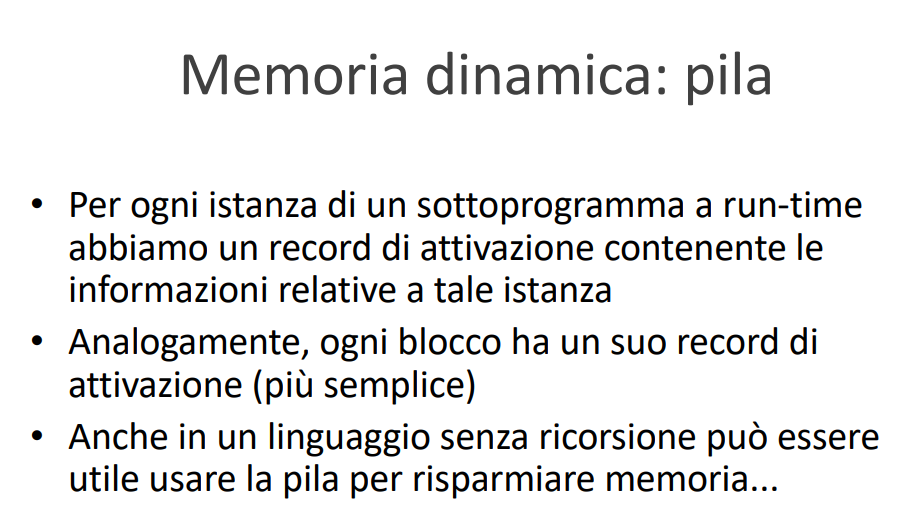 Memoria dinamica: pila
• Per ogni istanza di un sottoprogramma a run-time
abbiamo un record di attivazione contenente le
informazioni relative a tale istanza
• Analogamente, ogni blocco ha un suo record di
attivazione (più semplice)
• Anche in un linguaggio senza ricorsione può essere
utile usare la pila per risparmiare memoria...